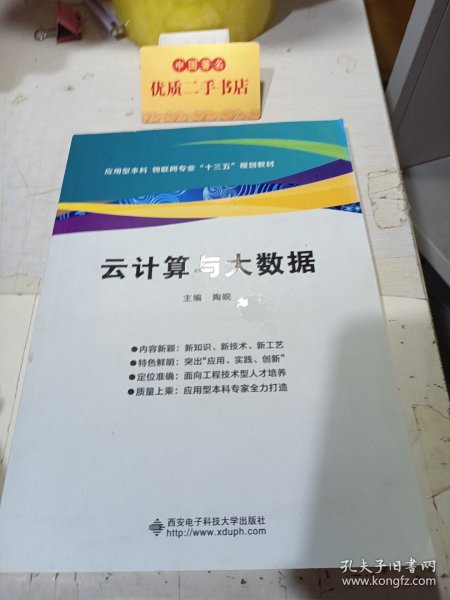 中国著名
优质二手书店
应用型本科 物联网专业“十三五”规划教材
云计算与大数据
主编 陶皖
●内容新颖：新知识、新技术、新工艺
●特色鲜明：突出“应用、实践、创新”
●定位准确：面向工程技术型人才培养
●质量上乘：应用型本科专家全力打造
西安电子科技大学出版社
http://www.xduph.com
孔夫子旧书网
www.kongfz.com